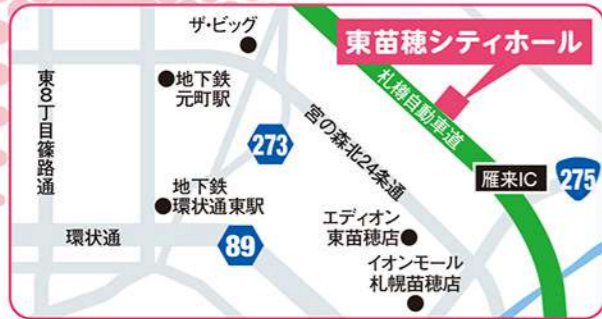 ザ・ビッグ
東苗穂シティホール
東8丁目篠路通
地下鉄
元町駅
札樽自動車道
宮の森北24条通
273
雁来IC
275
地下鉄
環状通東駅
環状通
89
エディオン
東苗穂店
イオンモール
札幌苗穂店